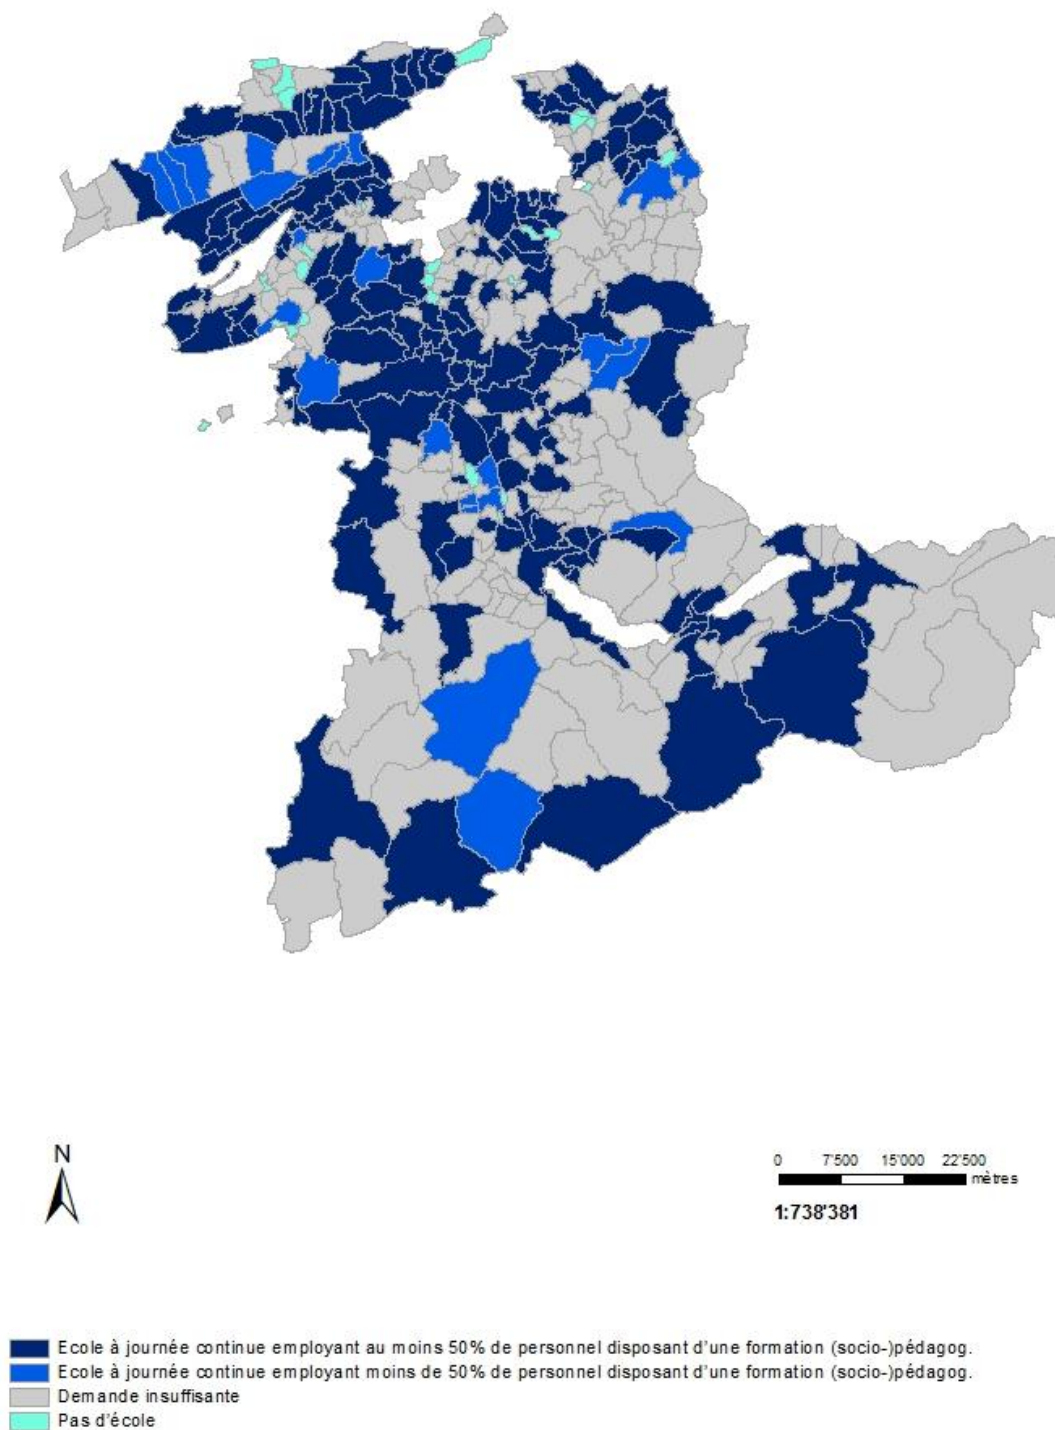 N
0 7'500 15'000 22'500
mètres
1:738'381
Ecole à journée continue employant au moins 50% de personnel disposant d'une formation (socio-)pédagog.
Ecole à journée continue employant moins de 50% de personnel disposant d'une formation (socio-)pédagog.
Demande insuffisante
Pas d'école